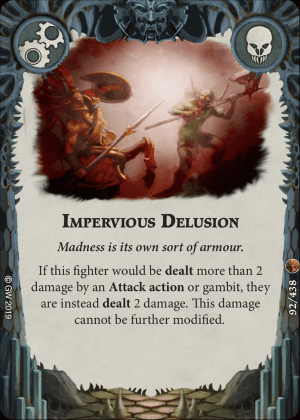 IMPERVIOUS DELUSION
Madness is its own sort of armour.
If this fighter would be dealt more than 2
damage by an Attack action or gambit, they
are instead dealt 2 damage. This damage
cannot be further modified.
© GW 2019
92/438